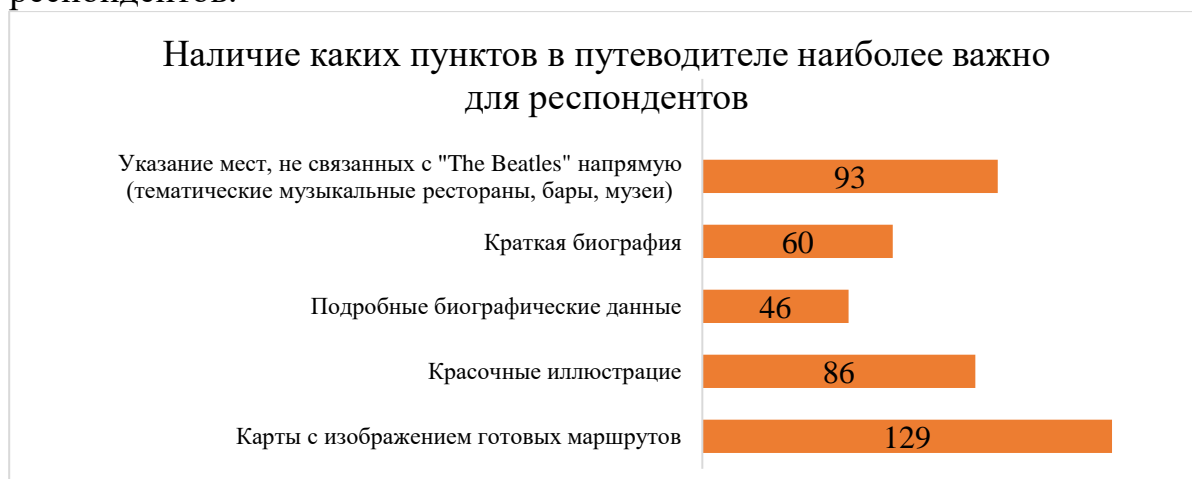 респондентов.
Наличие каких пунктов в путеводителе наиболее важно
для респондентов
Указание мест, не связанных с "The Beatles" напрямую
(тематические музыкальные рестораны, бары, музеи)
93
Краткая биография
60
Подробные биографические данные
46
Красочные иллюстрацие
86
Карты с изображением готовых маршрутов
129